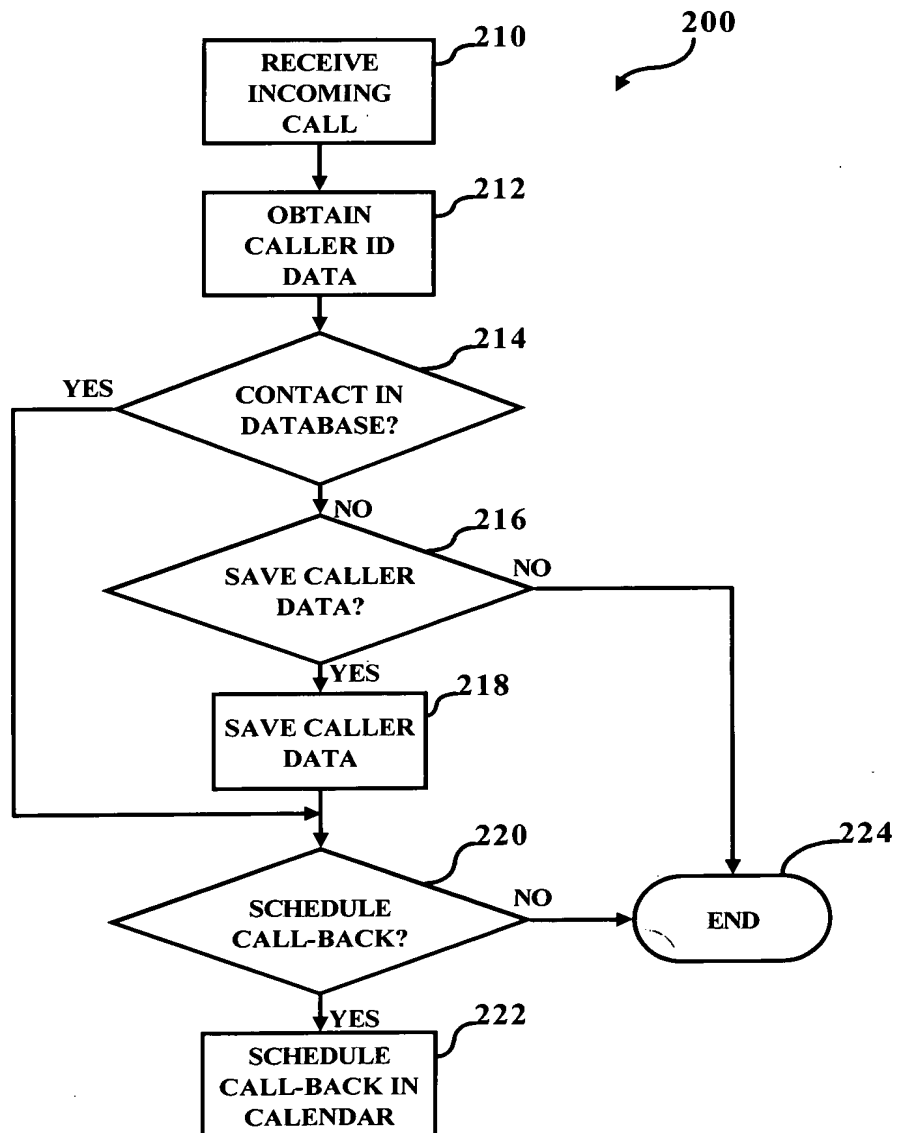 210
200
RECEIVE
INCOMING
CALL
212
OBTAIN
CALLER ID
DATA
214
YES
CONTACT IN
DATABASE?
NO
216
SAVE CALLER
DATA?
NO
YES
218
SAVE CALLER
DATA
220
224
SCHEDULE
CALL-BACK?
NO
END
YES
222
SCHEDULE
CALL-BACK IN
CALENDAR